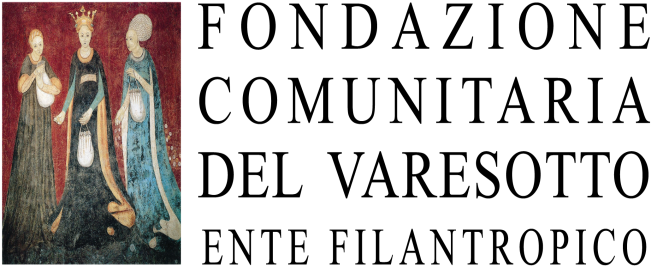 FONDAZIONE
COMUNITARIA
DEL VARESOTTO
ENTE FILANTROPICO